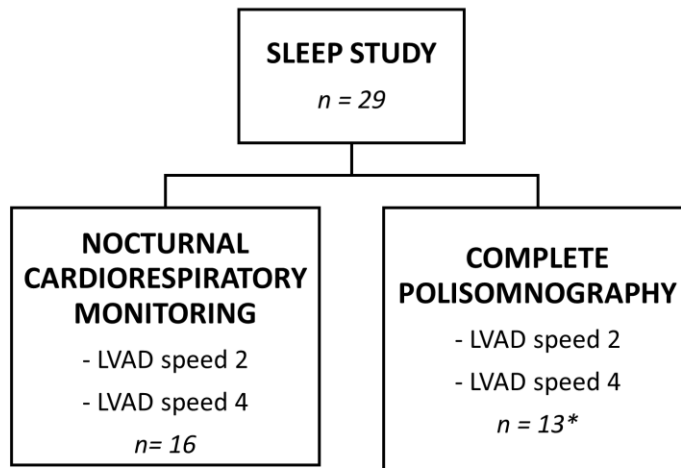 SLEEP STUDY
n = 29
NOCTURNAL
CARDIORESPIRATORY
MONITORING
- LVAD speed 2
- LVAD speed 4
n= 16
COMPLETE
POLISOMNOGRAPHY
- LVAD speed 2
- LVAD speed 4
n = 13*